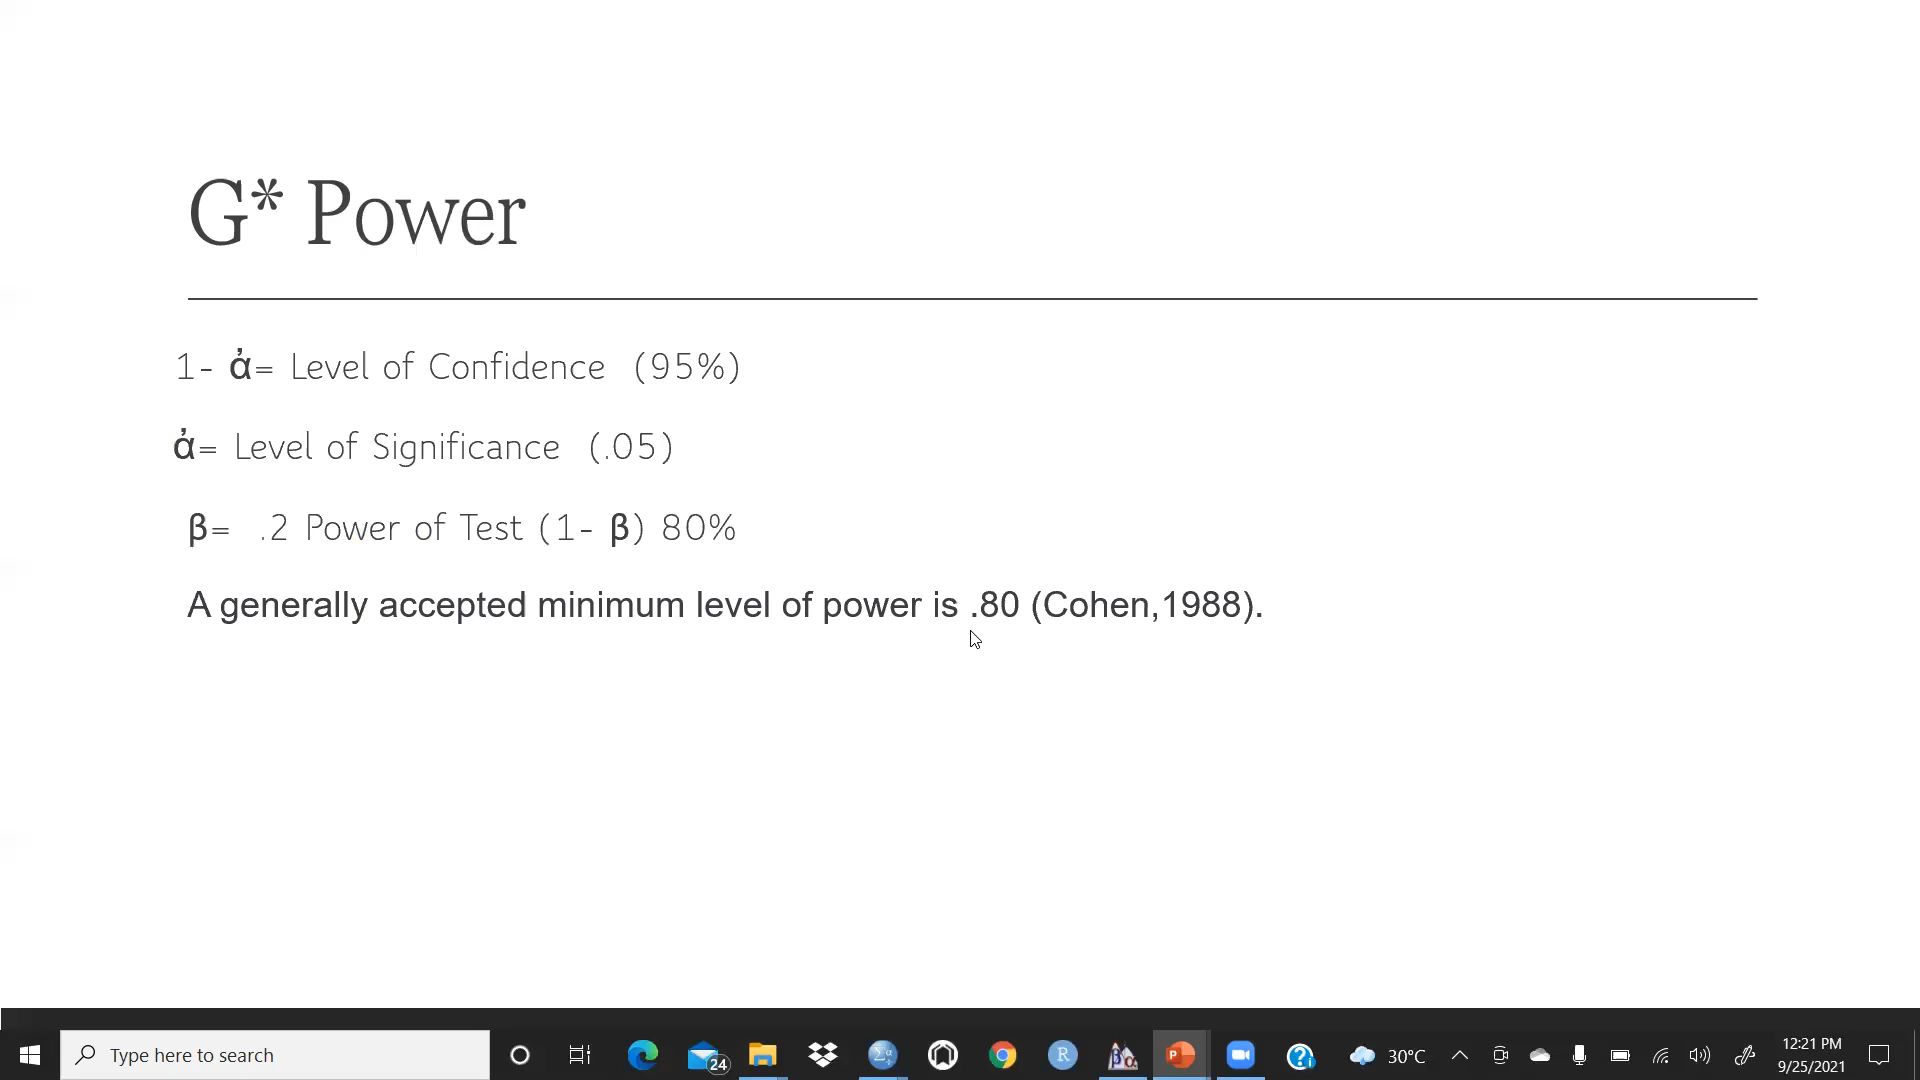 G* Power
1- ἀ= Level of Confidence (95%)
ἀ= Level of Significance (.05)
β= .2 Power of Test (1- β) 80%
A generally accepted minimum level of power is .80 (Cohen,1988).
Type here to search
24
30°C
12:21 PM
9/25/2021